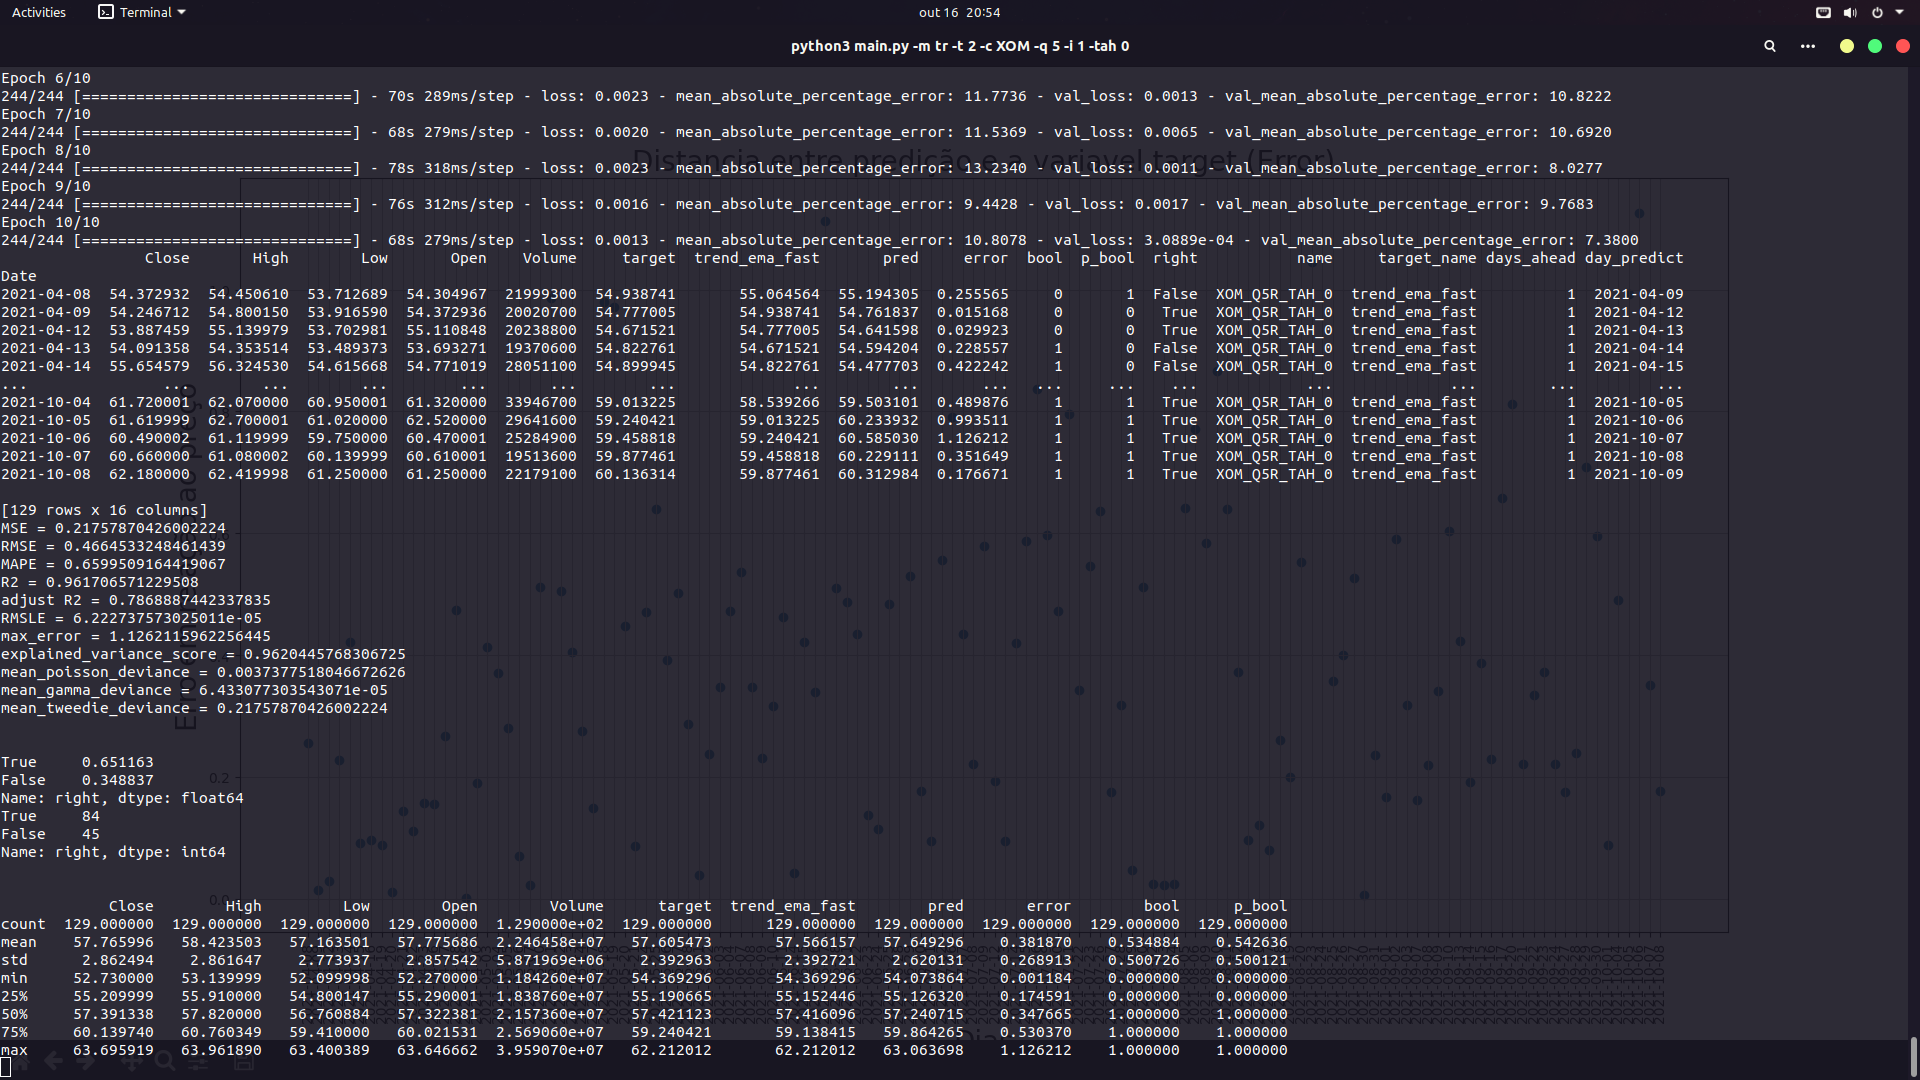 Activities Terminal out 16 20:54
python3 main.py -m tr -t 2 -c XOM -q 5 -i 1 -tah 0
Epoch 6/10
244/244 [==============================] - 70s 289ms/step - loss: 0.0023 - mean_absolute_percentage_error: 11.7736 - val_loss: 0.0013 - val_mean_absolute_percentage_error: 10.8222
Epoch 7/10
244/244 [==============================] - 68s 279ms/step - loss: 0.0020 - mean_absolute_percentage_error: 11.5369 - val_loss: 0.0065 - val_mean_absolute_percentage_error: 10.6920
Epoch 8/10
Distancia entre predição e a variavel target (Error)
244/244 [==============================] - 78s 318ms/step - loss: 0.0023 - mean_absolute_percentage_error: 13.2340 - val_loss: 0.0011 - val_mean_absolute_percentage_error: 8.0277
Epoch 9/10
244/244 [==============================] - 76s 312ms/step - loss: 0.0016 - mean_absolute_percentage_error: 9.4428 - val_loss: 0.0017 - val_mean_absolute_percentage_error: 9.7683
Epoch 10/10
244/244 [==============================] - 68s 279ms/step - loss: 0.0013 - mean_absolute_percentage_error: 10.8078 - val_loss: 3.0889e-04 - val_mean_absolute_percentage_error: 7.3800
Close High Low Open Volume target trend_ema_fast pred error bool p_bool right name target_name days_ahead day_predict
Date
2021-04-08 54.372932 54.450610 53.712689 54.304967 21999300 54.938741 55.064564 55.194305 0.255565 0 1 False XOM_Q5R_TAH_0 trend_ema_fast 1 2021-04-09
2021-04-09 54.246712 54.800150 53.916590 54.372936 20020700 54.777005 54.938741 54.761837 0.015168 0 0 True XOM_Q5R_TAH_0 trend_ema_fast 1 2021-04-12
2021-04-12 53.887459 55.139979 53.702981 55.110848 20238800 54.671521 54.777005 54.641598 0.029923 0 0 True XOM_Q5R_TAH_0 trend_ema_fast 1 2021-04-13
2021-04-13 54.091358 54.353514 53.489373 53.693271 19370600 54.822761 54.671521 54.594204 0.228557 1 0 False XOM_Q5R_TAH_0 trend_ema_fast 1 2021-04-14
2021-04-14 55.654579 56.324530 54.615668 54.771019 28051100 54.899945 54.822761 54.477703 0.422242 1 0 False XOM_Q5R_TAH_0 trend_ema_fast 1 2021-04-15
... ... ... ... ... ... ... ... ... ... ... ... ... ... ... ... ...
2021-10-04 61.720001 62.070000 60.950001 61.320000 33946700 59.013225 58.539266 59.503101 0.489876 1 1 True XOM_Q5R_TAH_0 trend_ema_fast 1 2021-10-05
2021-10-05 61.619999 62.700001 61.020000 62.520000 29641600 59.240421 59.013225 60.233932 0.993511 1 1 True XOM_Q5R_TAH_0 trend_ema_fast 1 2021-10-06
2021-10-06 60.490002 61.119999 59.750000 60.470001 25284900 59.458818 59.240421 60.585030 1.126212 1 1 True XOM_Q5R_TAH_0 trend_ema_fast 1 2021-10-07
2021-10-07 60.660000 61.080002 60.139999 60.610001 19513600 59.877461 59.458818 60.229111 0.351649 1 1 True XOM_Q5R_TAH_0 trend_ema_fast 1 2021-10-08
2021-10-08 62.180000 62.419998 61.250000 61.250000 22179100 60.136314 59.877461 60.312984 0.176671 1 1 True XOM_Q5R_TAH_0 trend_ema_fast 1 2021-10-09
[129 rows x 16 columns]
MSE = 0.21757870426002224
RMSE = 0.4664533248461439
MAPE = 0.6599509164419067
R2 = 0.961706571229508
adjust R2 = 0.7868887442337835
RMSLE = 6.222737573025011e-05
max_error = 1.1262115962256445
explained_variance_score = 0.9620445768306725
mean_poisson_deviance = 0.0037377518046672626
mean_gamma_deviance = 6.433077303543071e-05
mean_tweedie_deviance = 0.21757870426002224
True 0.651163
False 0.348837
0.2
Name: right, dtype: float64
True 84
False 45
Name: right, dtype: int64
Close High Low Open Volume target trend_ema_fast pred error bool p_bool
count 129.000000 129.000000 129.000000 129.000000 1.290000e+02 129.000000 129.000000 129.000000 129.000000 129.000000 129.000000
mean 57.765996 58.423503 57.163501 57.775686 2.246458e+07 57.605473 57.566157 57.649296 0.381870 0.534884 0.542636
std 2.862494 2.861647 2.773937 2.857542 5.871969e+06 2.392963 2.392721 2.620131 0.268913 0.500726 0.500121
min 52.730000 53.139999 52.099998 52.270000 1.184260e+07 54.369296 54.369296 54.073864 0.001184 0.000000 0.000000
25% 55.209999 55.910000 54.800147 55.290001 1.838760e+07 55.190665 55.152446 55.126320 0.174591 0.000000 0.000000
50% 57.391338 57.820000 56.760884 57.322381 2.157360e+07 57.421123 57.416096 57.240715 0.347665 1.000000 1.000000
75% 60.139740 60.760349 59.410000 60.021531 2.569060e+07 59.240421 59.138415 59.864265 0.530370 1.000000 1.000000
max 63.695919 63.961890 63.400389 63.646662 3.959070e+07 62.212012 62.212012 63.063698 1.126212 1.000000 1.000000